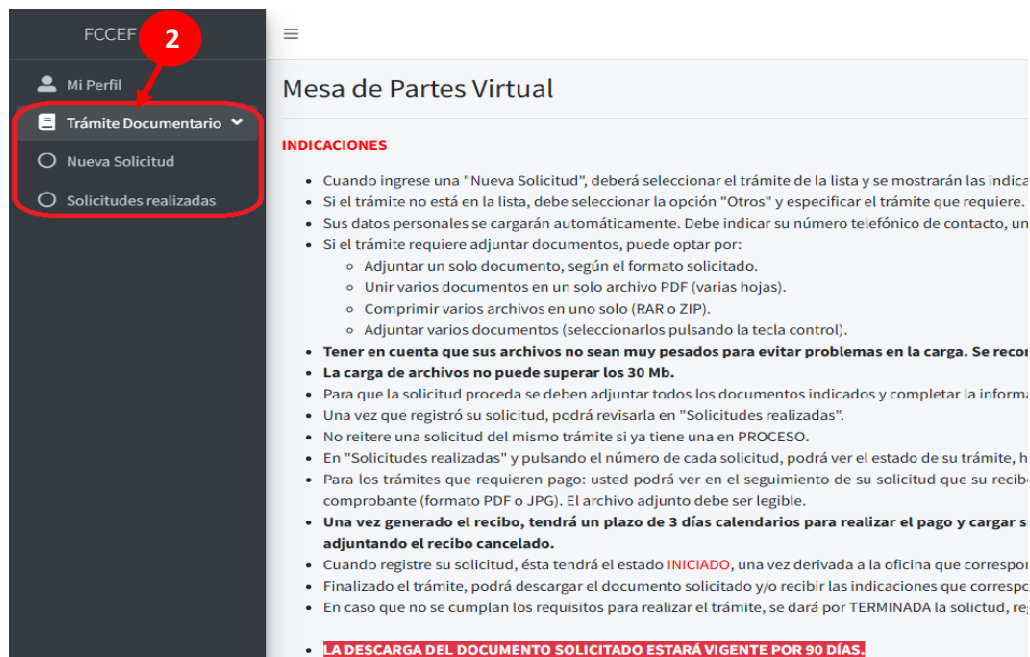 FCCEF
2
Mi Perfil
Trámite Documentario
Nueva Solicitud
Solicitudes realizadas
Mesa de Partes Virtual
INDICACIONES
• Cuando ingrese una "Nueva Solicitud", deberá seleccionar el trámite de la lista y se mostrarán las indica
• Si el trámite no está en la lista, debe seleccionar la opción "Otros" y especificar el trámite que requiere.
• Sus datos personales se cargarán automáticamente. Debe indicar su número telefónico de contacto, un
• Si el trámite requiere adjuntar documentos, puede optar por:
◦ Adjuntar un solo documento, según el formato solicitado.
◦ Unir varios documentos en un solo archivo PDF (varias hojas).
◦ Comprimir varios archivos en uno solo (RAR o ZIP).
◦ Adjuntar varios documentos (seleccionarlos pulsando la tecla control).
• Tener en cuenta que sus archivos no sean muy pesados para evitar problemas en la carga. Se recor
• La carga de archivos no puede superar los 30 Mb.
• Para que la solicitud proceda se deben adjuntar todos los documentos indicados y completar la informa
• Una vez que registró su solicitud, podrá revisarla en "Solicitudes realizadas".
• No reitere una solicitud del mismo trámite si ya tiene una en PROCESO.
• En "Solicitudes realizadas" y pulsando el número de cada solicitud, podrá ver el estado de su trámite, h
• Para los trámites que requieren pago: usted podrá ver en el seguimiento de su solicitud que su recib
comprobante (formato PDF o JPG). El archivo adjunto debe ser legible.
• Una vez generado el recibo, tendrá un plazo de 3 días calendarios para realizar el pago y cargar s
adjuntando el recibo cancelado.
• Cuando registre su solicitud, ésta tendrá el estado INICIADO, una vez derivada a la oficina que correspor
• Finalizado el trámite, podrá descargar el documento solicitado y/o recibir las indicaciones que correspo
• En caso que no se cumplan los requisitos para realizar el trámite, se dará por TERMINADA la solictud, reg
• LA DESCARGA DEL DOCUMENTO SOLICITADO ESTARÁ VIGENTE POR 90 DÍAS.